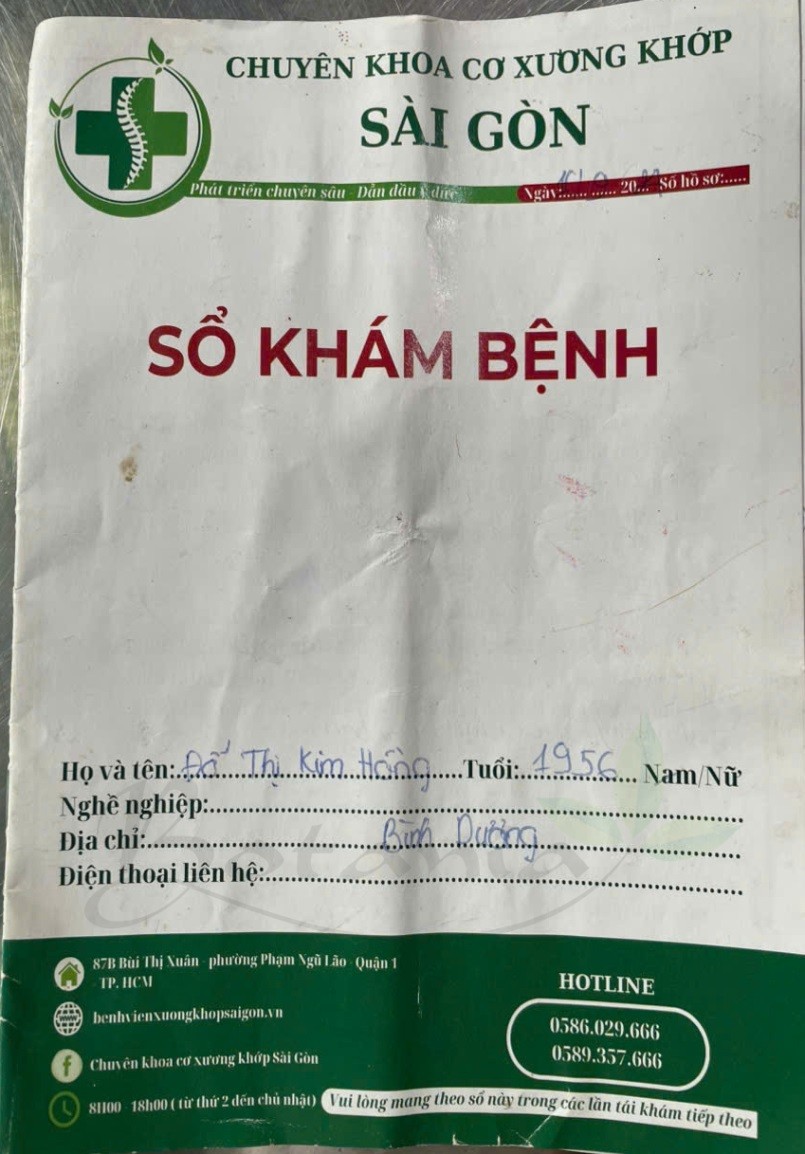 CHUYÊN KHOA CƠ XƯƠNG KHỚP
SÀI GÒN
Phát triển chuyên sâu - Dẫn đầu y đức
Ngày:............ 20... Số hồ sơ:.....
SỔ KHÁM BỆNH
Họ và tên: Đỗ Thị Kim Hồng Tuổi: 1956 Nam/Nữ
Nghề nghiệp:
Địa chỉ: Bình Dương
Điện thoại liên hệ:
87B Bùi Thị Xuân - phường Phạm Ngũ Lão - Quận 1
- TP. HCM
benhvienxuongkhopsaigon.vn
Chuyên khoa cơ xương khớp Sài Gòn
8H00 - 18h00 ( từ thứ 2 đến chủ nhật)
HOTLINE
0586.029.666
0589.357.666
Vui lòng mang theo sổ này trong các lần tái khám tiếp theo